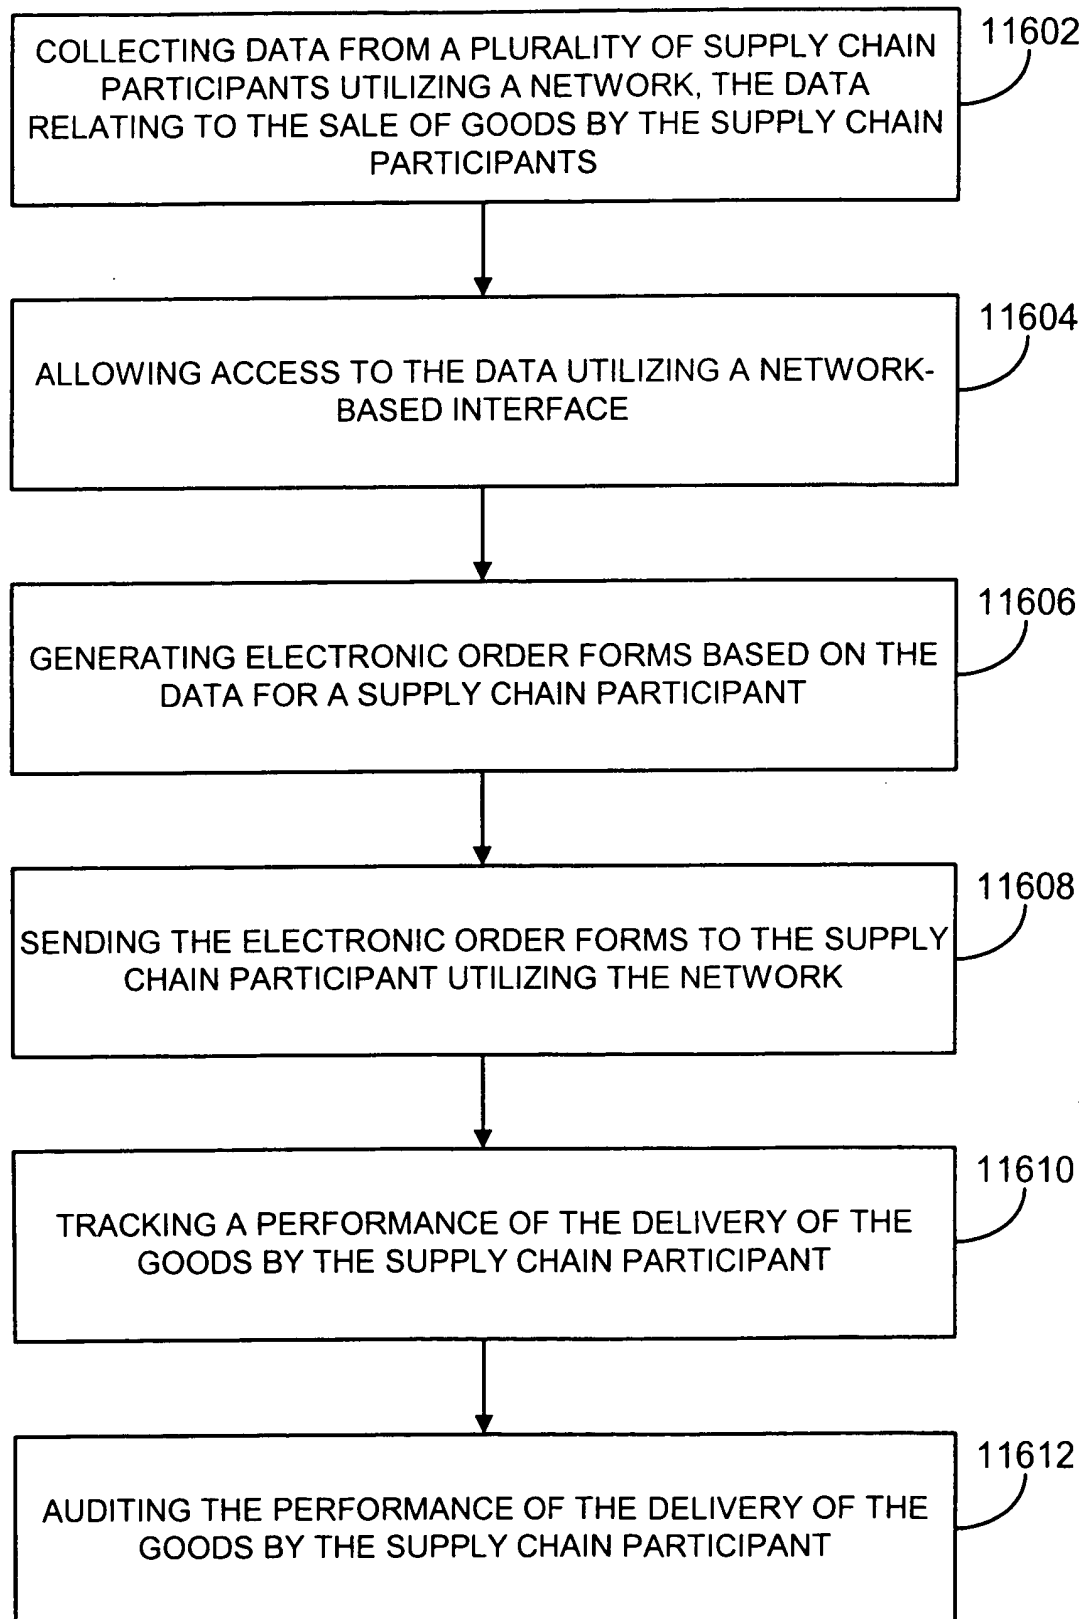 COLLECTING DATA FROM A PLURALITY OF SUPPLY CHAIN
PARTICIPANTS UTILIZING A NETWORK, THE DATA
RELATING TO THE SALE OF GOODS BY THE SUPPLY CHAIN
PARTICIPANTS
11602
ALLOWING ACCESS TO THE DATA UTILIZING A NETWORK-
BASED INTERFACE
11604
GENERATING ELECTRONIC ORDER FORMS BASED ON THE
DATA FOR A SUPPLY CHAIN PARTICIPANT
11606
SENDING THE ELECTRONIC ORDER FORMS TO THE SUPPLY
CHAIN PARTICIPANT UTILIZING THE NETWORK
11608
TRACKING A PERFORMANCE OF THE DELIVERY OF THE
GOODS BY THE SUPPLY CHAIN PARTICIPANT
11610
AUDITING THE PERFORMANCE OF THE DELIVERY OF THE
GOODS BY THE SUPPLY CHAIN PARTICIPANT
11612